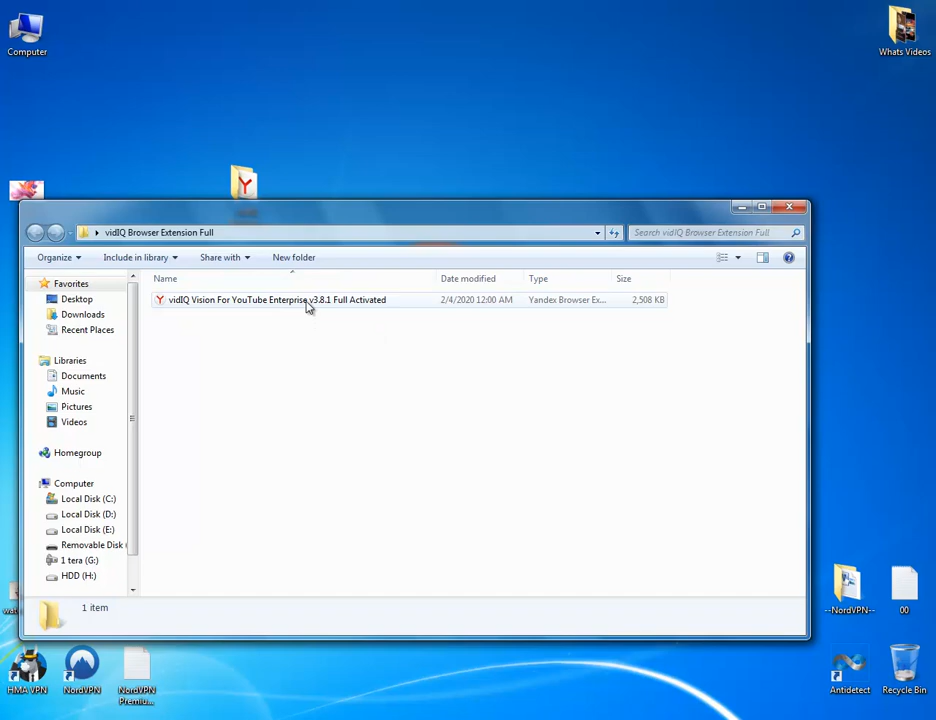 Computer
Whats Videos
vidIQ Browser Extension Full
Search vidIQ Browser Extension Full
Organize
Include in library
Share with
New folder
Name
Date modified
Type
Size
Favorites
vidIQ Vision For YouTube Enterprise v3.8.1 Full Activated
2/4/2020 12:00 AM
Yandex Browser Ex...
2,508 KB
Desktop
Downloads
Recent Places
Libraries
Documents
Music
Pictures
Videos
Homegroup
Computer
Local Disk (C:)
Local Disk (D:)
Local Disk (E:)
Removable Disk
1 tera (G:)
HDD (H:)
1 item
--NordVPN--
00
HMA VPN
NordVPN
NordVPN
Premiu...
Antidetect
Recycle Bin